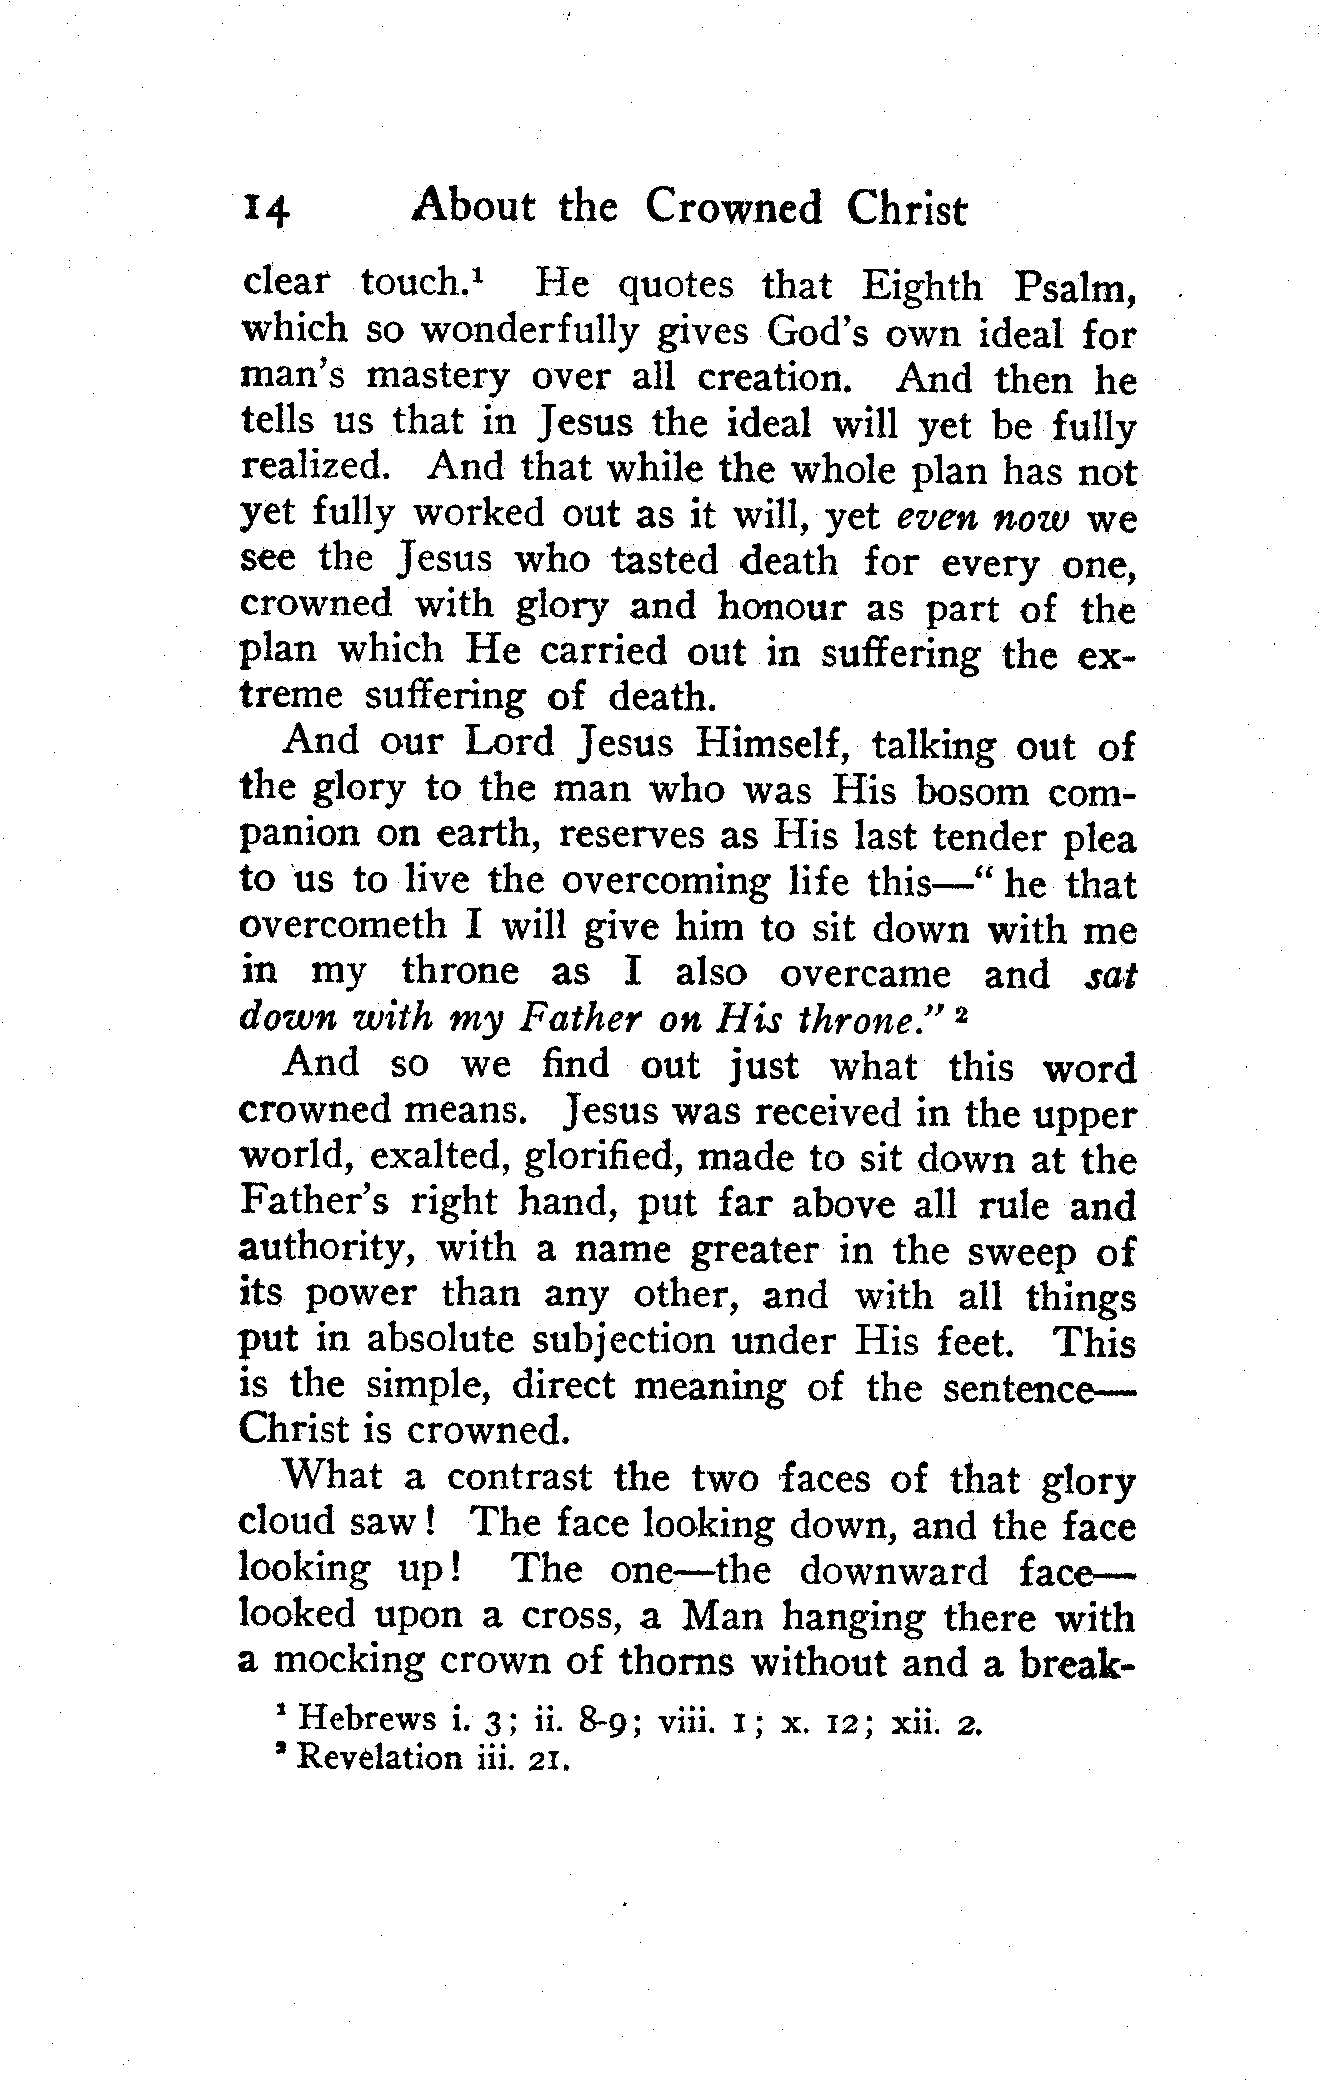 14 About the Crowned Christ
clear touch.¹ He quotes that Eighth Psalm,
which so wonderfully gives God's own ideal for
man's mastery over all creation. And then he
tells us that in Jesus the ideal will yet be fully
realized. And that while the whole plan has not
yet fully worked out as it will, yet even now we
see the Jesus who tasted death for every one,
crowned with glory and honour as part of the
plan which He carried out in suffering the ex-
treme suffering of death.
And our Lord Jesus Himself, talking out of
the glory to the man who was His bosom com-
panion on earth, reserves as His last tender plea
to us to live the overcoming life this—“ he that
overcometh I will give him to sit down with me
in my throne as I also overcame and sat
down with my Father on His throne.” ²
And so we find out just what this word
crowned means. Jesus was received in the upper
world, exalted, glorified, made to sit down at the
Father's right hand, put far above all rule and
authority, with a name greater in the sweep of
its power than any other, and with all things
put in absolute subjection under His feet. This
is the simple, direct meaning of the sentence—
Christ is crowned.
What a contrast the two faces of that glory
cloud saw! The face looking down, and the face
looking up! The one—the downward face—
looked upon a cross, a Man hanging there with
a mocking crown of thorns without and a break-
¹ Hebrews i. 3; ii. 8-9; viii. 1; x. 12; xii. 2.
² Revelation iii. 21.